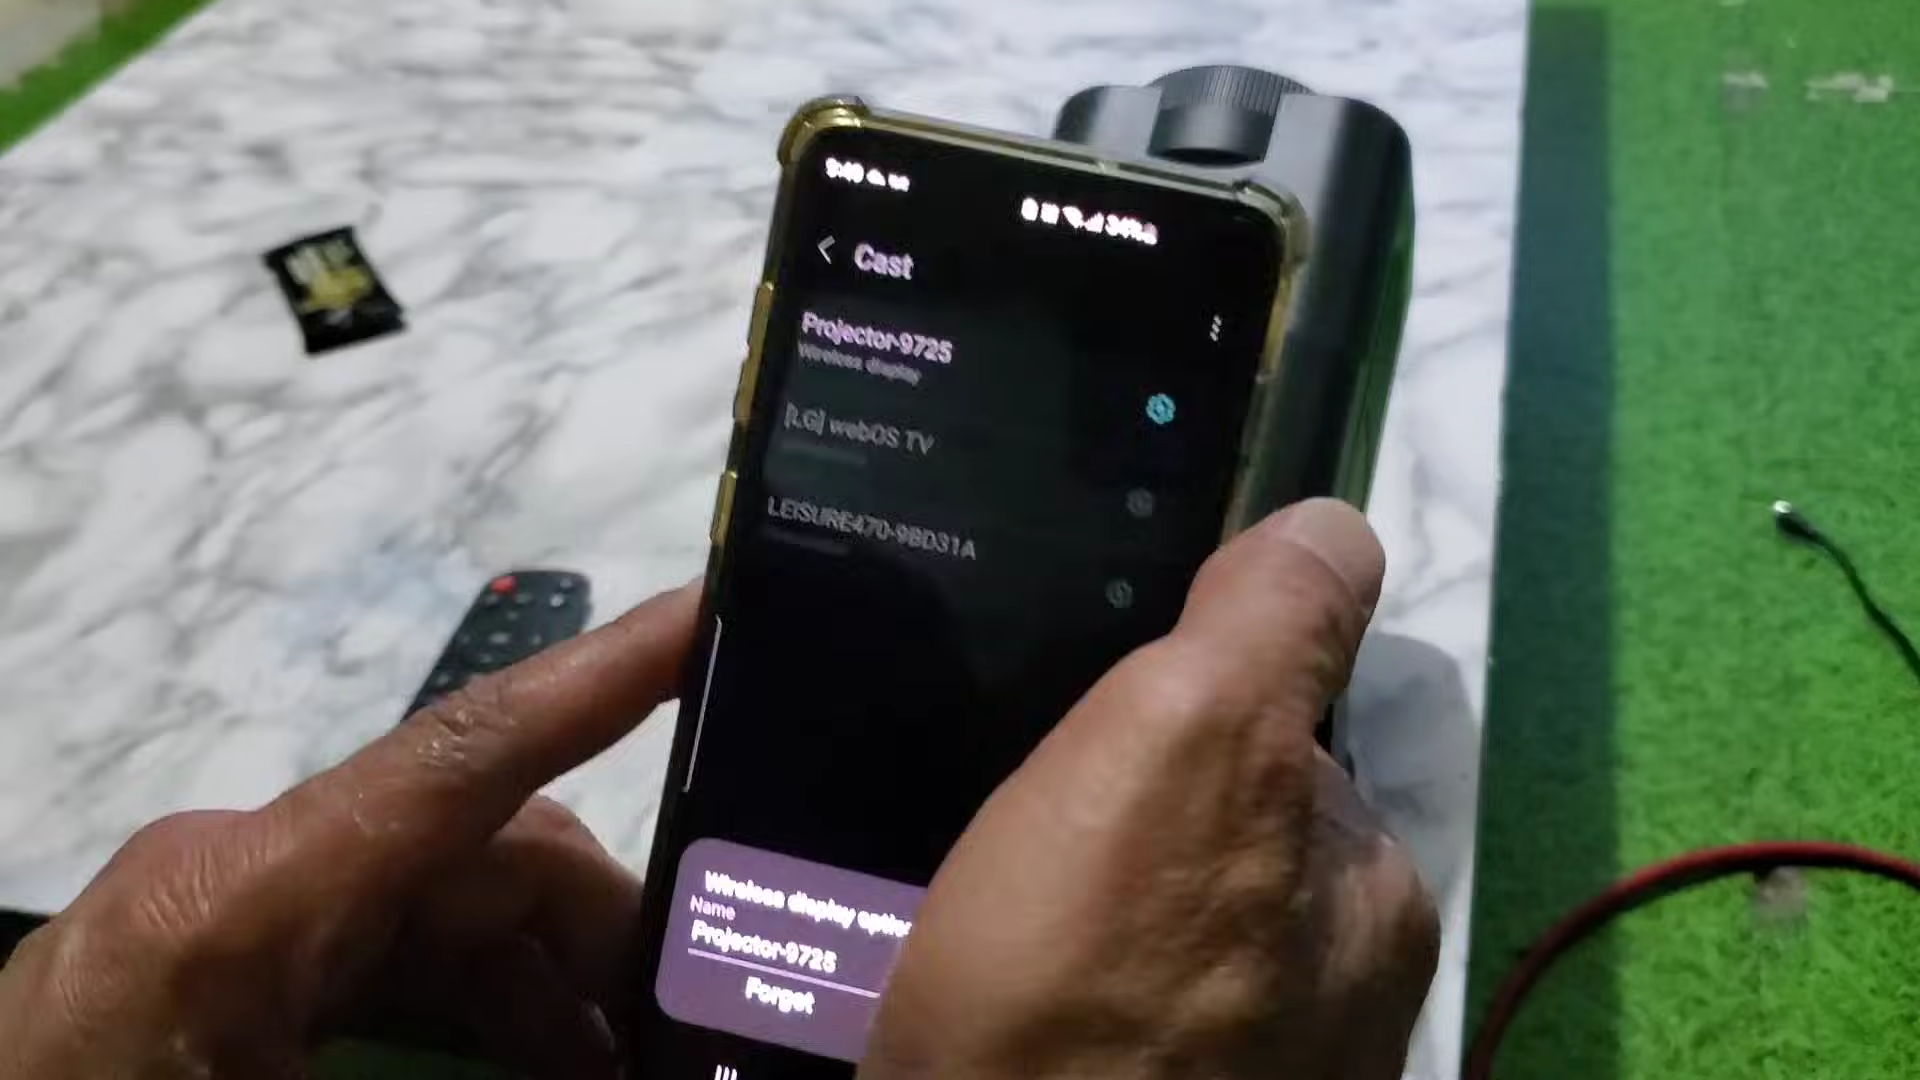 Cast
Projector-9725
Wireless display
[LG] webOS TV
LEISURE470-9BD31A
Wireless display option
Name
Projector-9725
Forget